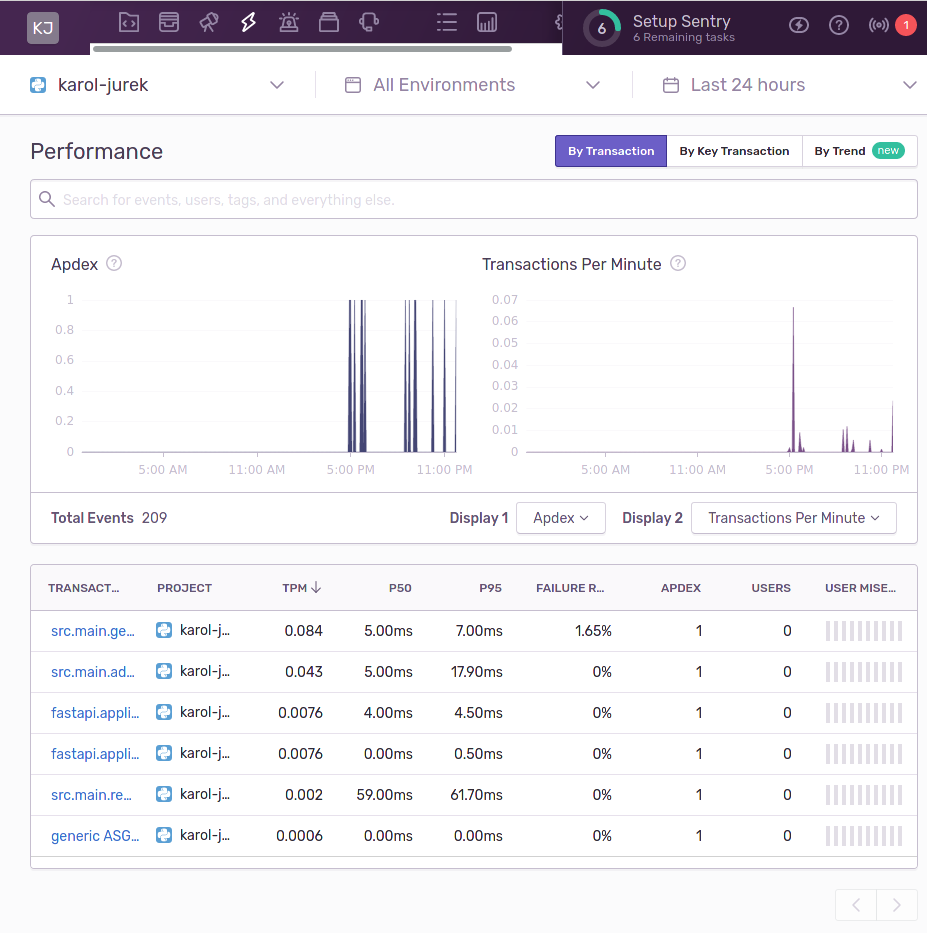 KJ
6
Setup Sentry
6 Remaining tasks
1
karol-jurek
All Environments
Last 24 hours
Performance
By Transaction
By Key Transaction
By Trend new
Search for events, users, tags, and everything else.
Apdex ?
Transactions Per Minute ?
1
0.8
0.6
0.4
0.2
0
5:00 AM 11:00 AM 5:00 PM 11:00 PM
0.07
0.06
0.05
0.04
0.03
0.02
0.01
0
5:00 AM 11:00 AM 5:00 PM 11:00 PM
Total Events 209
Display 1 Apdex
Display 2 Transactions Per Minute
TRANSACT... PROJECT TPM P50 P95 FAILURE R... APDEX USERS USER MISE...
src.main.ge... karol-j... 0.084 5.00ms 7.00ms 1.65% 1 0
src.main.ad... karol-j... 0.043 5.00ms 17.90ms 0% 1 0
fastapi.appli... karol-j... 0.0076 4.00ms 4.50ms 0% 1 0
fastapi.appli... karol-j... 0.0076 0.00ms 0.50ms 0% 1 0
src.main.re... karol-j... 0.002 59.00ms 61.70ms 0% 1 0
generic ASG... karol-j... 0.0006 0.00ms 0.00ms 0% 1 0